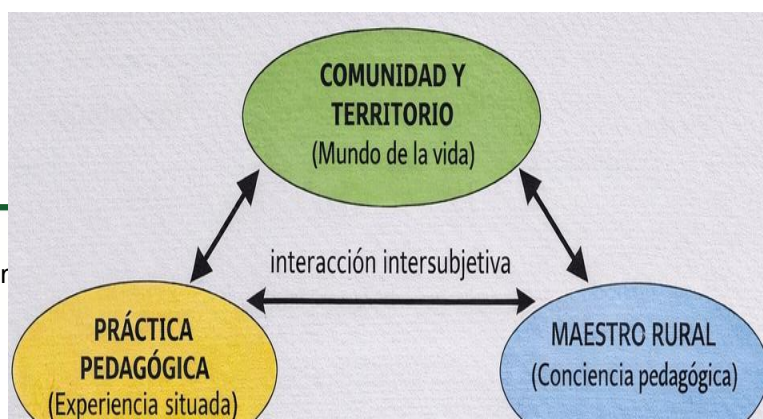 COMUNIDAD Y
TERRITORIO
(Mundo de la vida)
interacción intersubjetiva
PRÁCTICA
PEDAGÓGICA
(Experiencia situada)
MAESTRO RURAL
(Conciencia pedagógica)